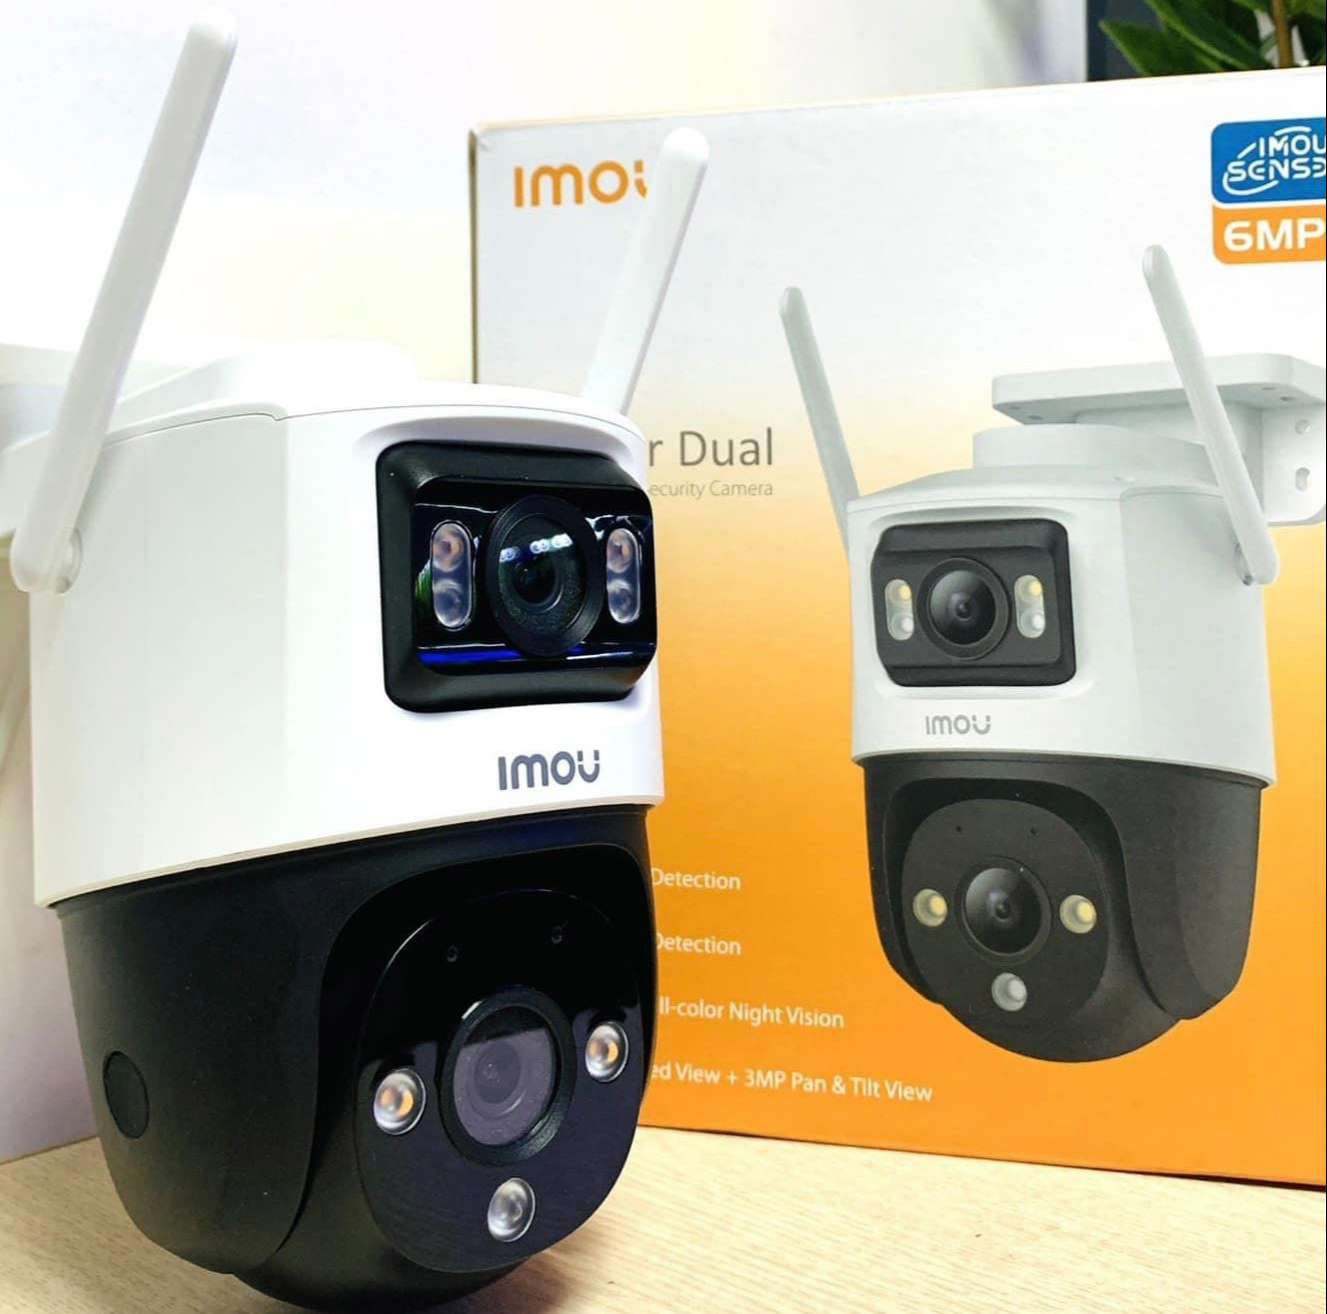 IMOU
IMOU
SENSE
6MP
r Dual
ecurity Camera
IMOU
IMOU
Detection
Detection
ll-color Night Vision
ed View + 3MP Pan & Tilt View